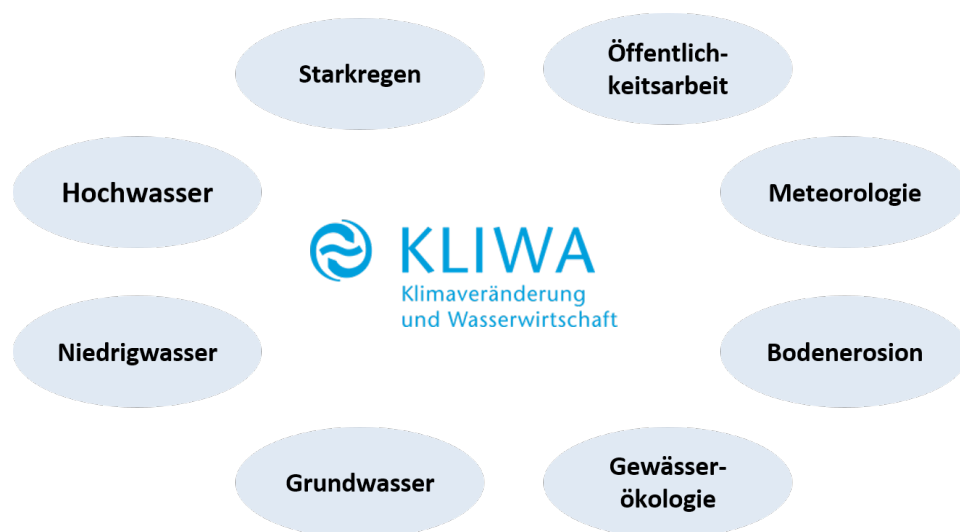 Starkregen
Öffentlich-
keitsarbeit
Hochwasser
Meteorologie
KLIWA
Klimaveränderung
und Wasserwirtschaft
Niedrigwasser
Bodenerosion
Grundwasser
Gewässer-
ökologie